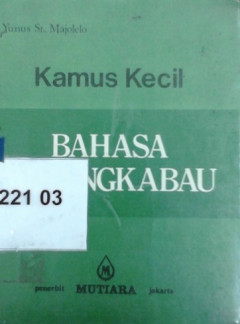 Yunus St. Majolelo
Kamus Kecil
BAHASA
NGKABAU
221 03
penerbit MUTIARA jakarta